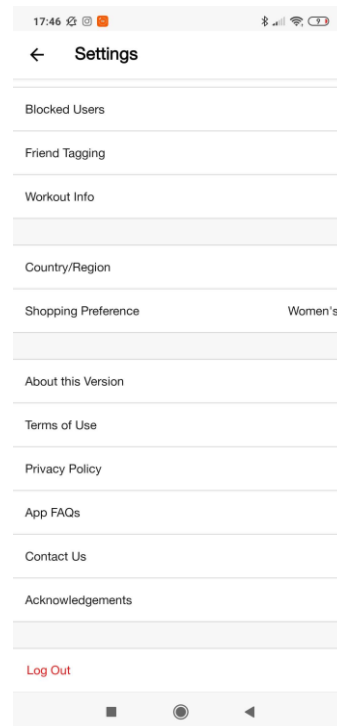 17:46
9
Settings
Blocked Users
Friend Tagging
Workout Info
Country/Region
Shopping Preference Women's
About this Version
Terms of Use
Privacy Policy
App FAQs
Contact Us
Acknowledgements
Log Out